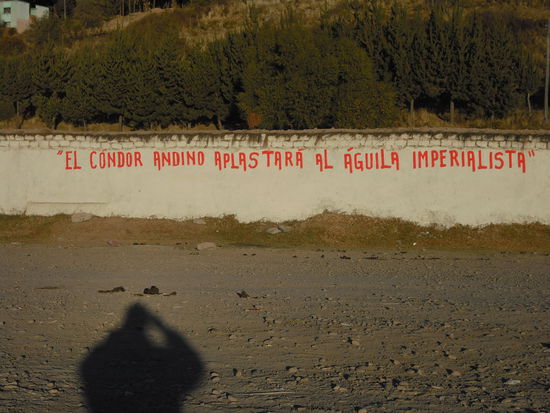 "EL CÓNDOR ANDINO APLASTARÁ AL ÁGUILA IMPERIALISTA"